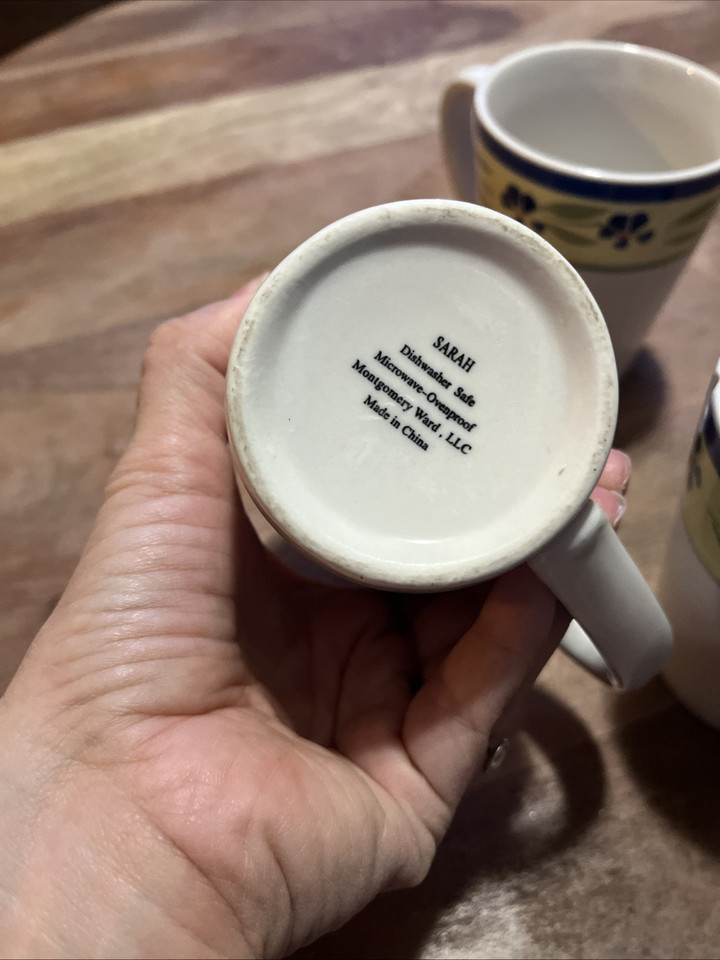 SARAH
Dishwasher Safe
Microwave-Ovenproof
Montgomery Ward , LLC
Made in China